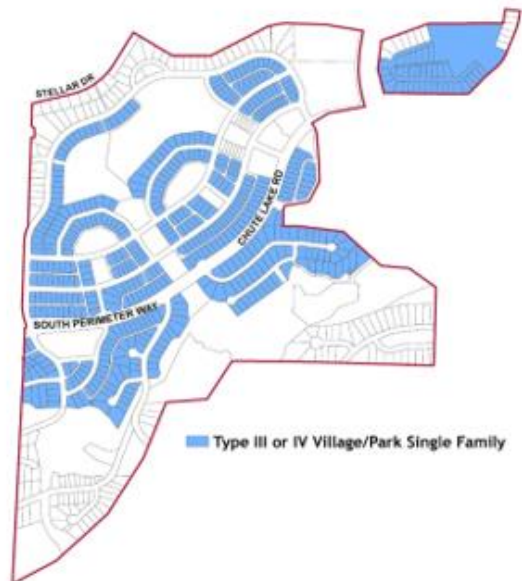 STELLAR DR
CHUTE LAKE RD
SOUTH PERIMETER WAY
Type III or IV Village/Park Single Family